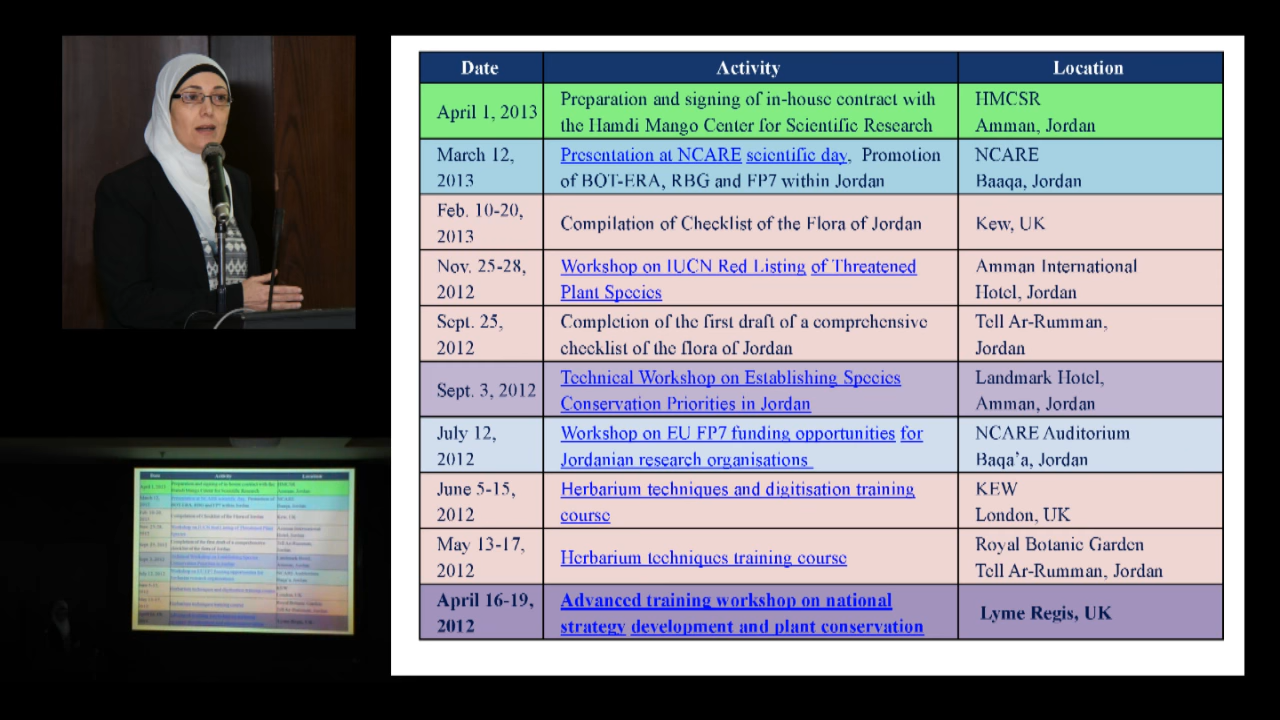 Date Activity Location
April 1, 2013 Preparation and signing of in-house contract with the Hamdi Mango Center for Scientific Research HMCSR Amman, Jordan
March 12, 2013 Presentation at NCARE scientific day, Promotion of BOT-ERA, RBG and FP7 within Jordan NCARE Baaqa, Jordan
Feb. 10-20, 2013 Compilation of Checklist of the Flora of Jordan Kew, UK
Nov. 25-28, 2012 Workshop on IUCN Red Listing of Threatened Plant Species Amman International Hotel, Jordan
Sept. 25, 2012 Completion of the first draft of a comprehensive checklist of the flora of Jordan Tell Ar-Rumman, Jordan
Sept. 3, 2012 Technical Workshop on Establishing Species Conservation Priorities in Jordan Landmark Hotel, Amman, Jordan
July 12, 2012 Workshop on EU FP7 funding opportunities for Jordanian research organisations NCARE Auditorium Baqa'a, Jordan
June 5-15, 2012 Herbarium techniques and digitisation training course KEW London, UK
May 13-17, 2012 Herbarium techniques training course Royal Botanic Garden Tell Ar-Rumman, Jordan
April 16-19, 2012 Advanced training workshop on national strategy development and plant conservation Lyme Regis, UK